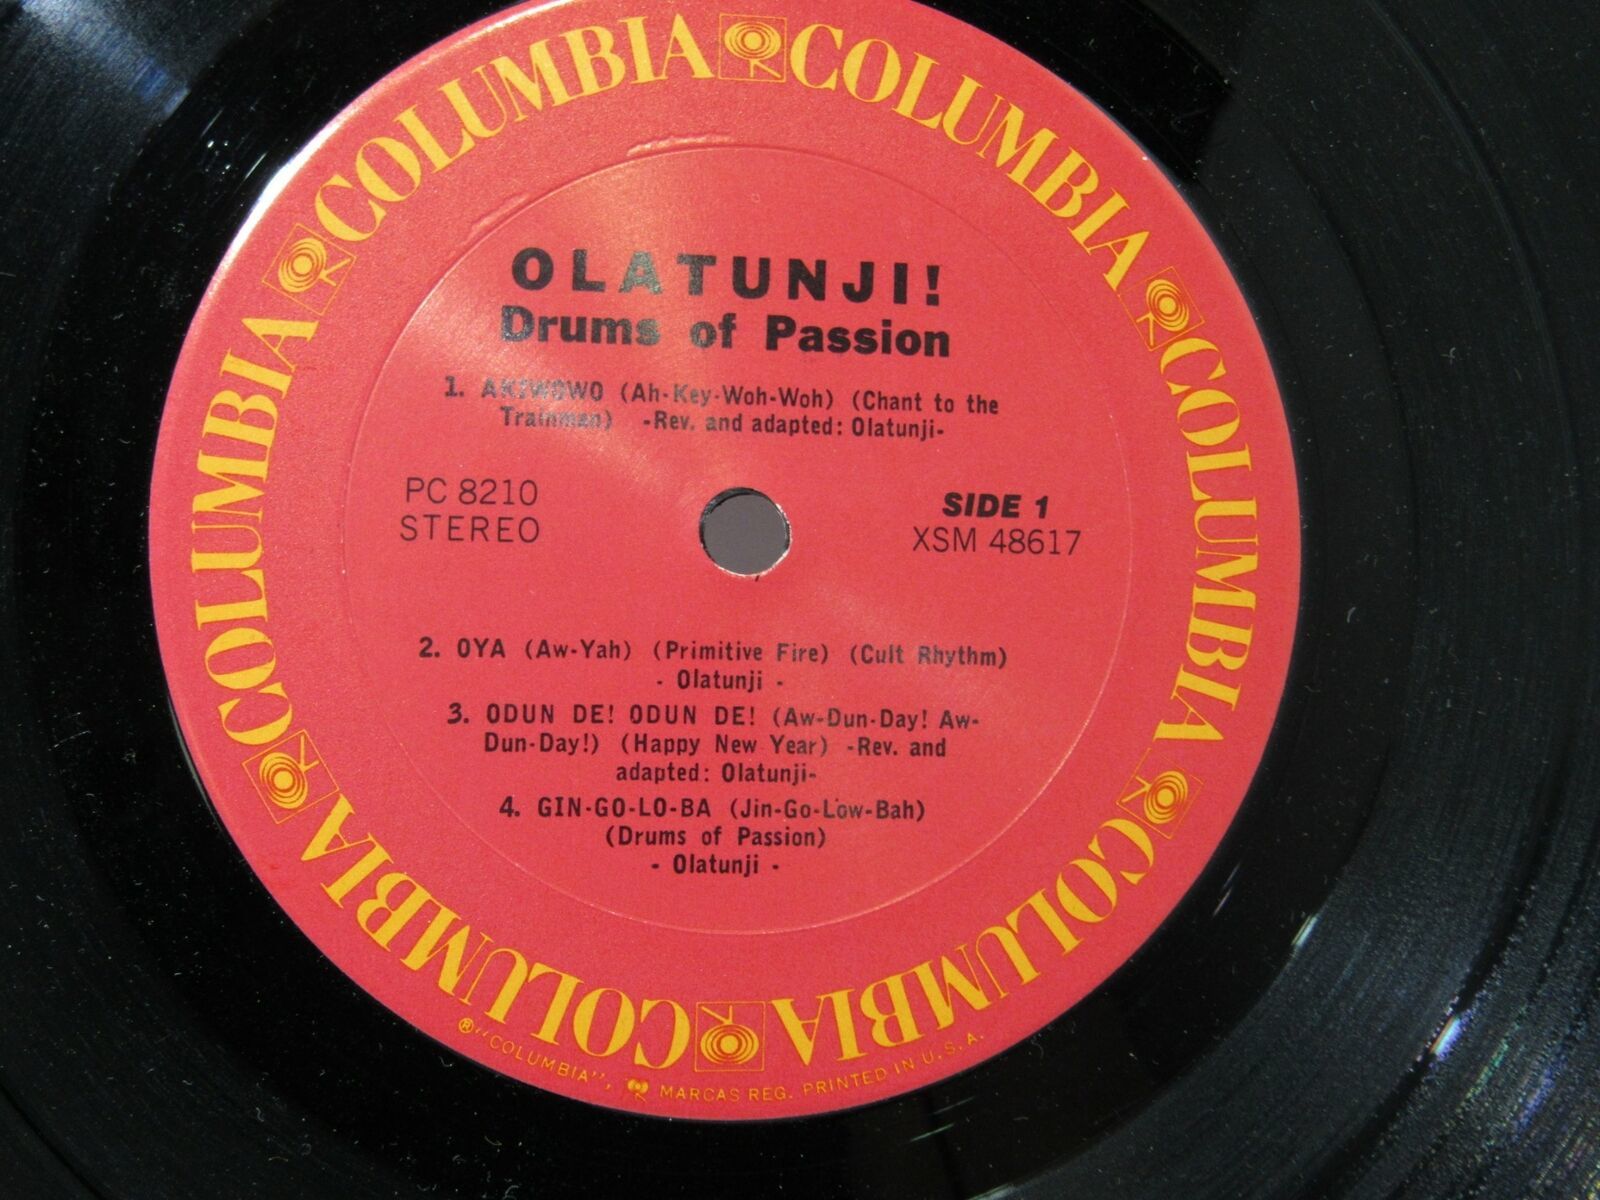 COLUMBIA COLUMBIA COLUMBIA COLUMBIA COLUMBIA COLUMBIA
OLATUNJI!
Drums of Passion
1. AKIWOWO (Ah-Key-Woh-Woh) (Chant to the
Trainman) -Rev. and adapted: Olatunji-
PC 8210
STEREO
SIDE 1
XSM 48617
2. OYA (Aw-Yah) (Primitive Fire) (Cult Rhythm)
- Olatunji -
3. ODUN DE! ODUN DE! (Aw-Dun-Day! Aw-
Dun-Day!) (Happy New Year) -Rev. and
adapted: Olatunji-
4. GIN-GO-LO-BA (Jin-Go-Low-Bah)
(Drums of Passion)
- Olatunji -
® "COLUMBIA", MARCAS REG. PRINTED IN U.S.A.